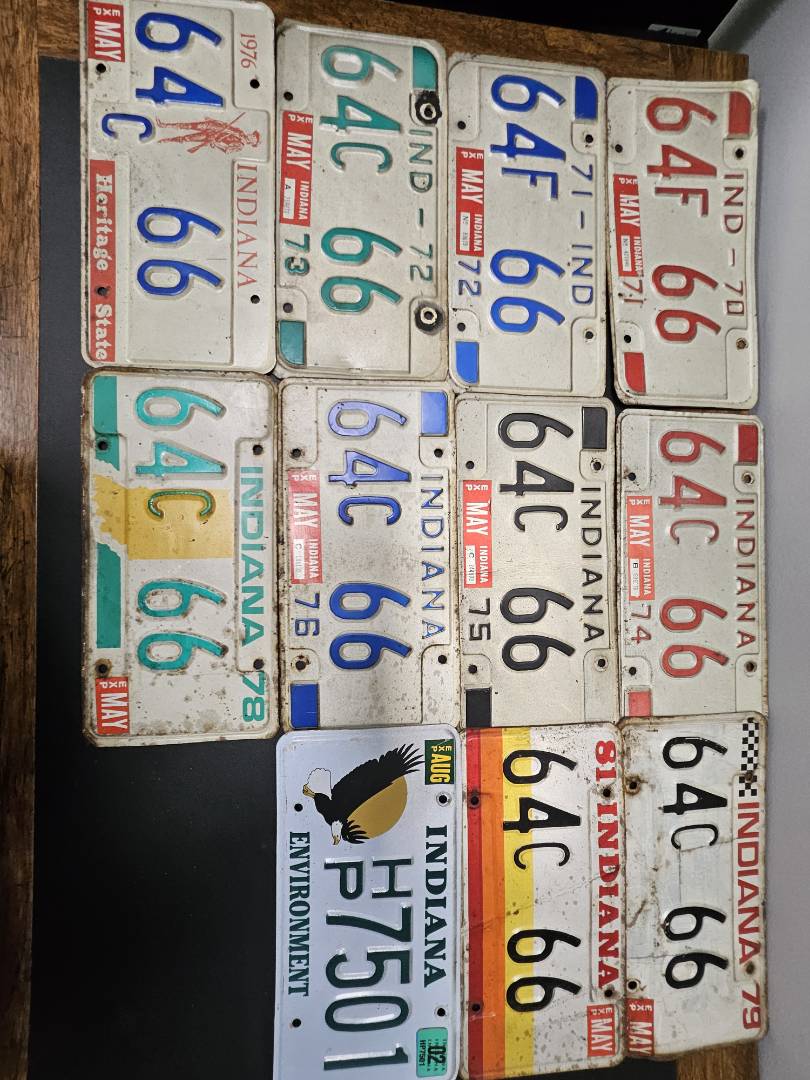 IND-70
64F 66
EXP MAY INDIANA 71
INDIANA
64C 66
EXP MAY INDIANA B 74
INDIANA 79
64C 66
EXP MAY
71-IND
64F 66
EXP MAY INDIANA 72
INDIANA
64C 66
EXP MAY INDIANA C 75
81 INDIANA
64C 66
EXP MAY
IND-72
64C 66
EXP MAY INDIANA A 73
INDIANA
64C 66
EXP MAY INDIANA C 76
EXP AUG
INDIANA
02
HP7501
HP 7501
ENVIRONMENT
1976 INDIANA
64C 66
EXP MAY
Heritage State
INDIANA 78
64C 66
EXP MAY